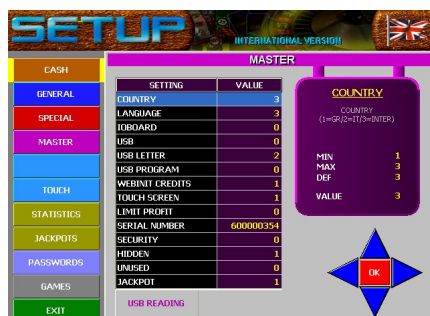 SETUP
INTERNATIONAL VERSION
MASTER
CASH
GENERAL
SPECIAL
MASTER
TOUCH
STATISTICS
JACKPOTS
PASSWORDS
GAMES
EXIT
SETTING VALUE
COUNTRY 3
LANGUAGE 3
IOBOARD 0
USB 0
USB LETTER 2
USB PROGRAM 0
WEBINIT CREDITS 1
TOUCH SCREEN 1
LIMIT PROFIT 0
SERIAL NUMBER 600000354
SECURITY 0
HIDDEN 1
UNUSED 0
JACKPOT 1
USB READING
COUNTRY
COUNTRY
(1=GR/2=IT/3=INTER)
MIN 1
MAX 3
DEF 3
VALUE 3
OK